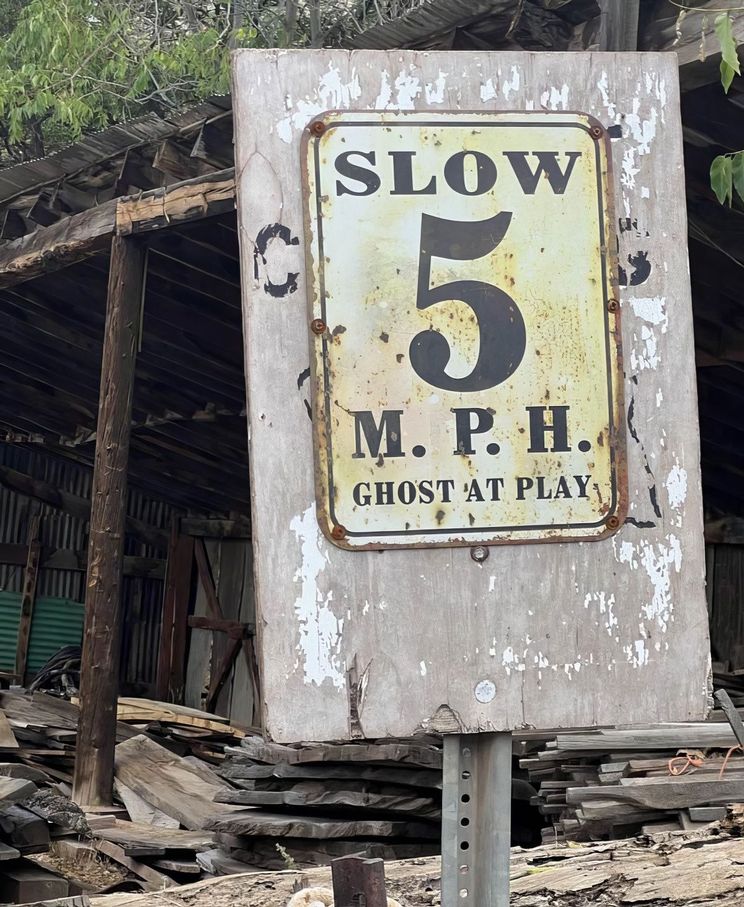 SLOW
5
M. P. H.
GHOST AT PLAY